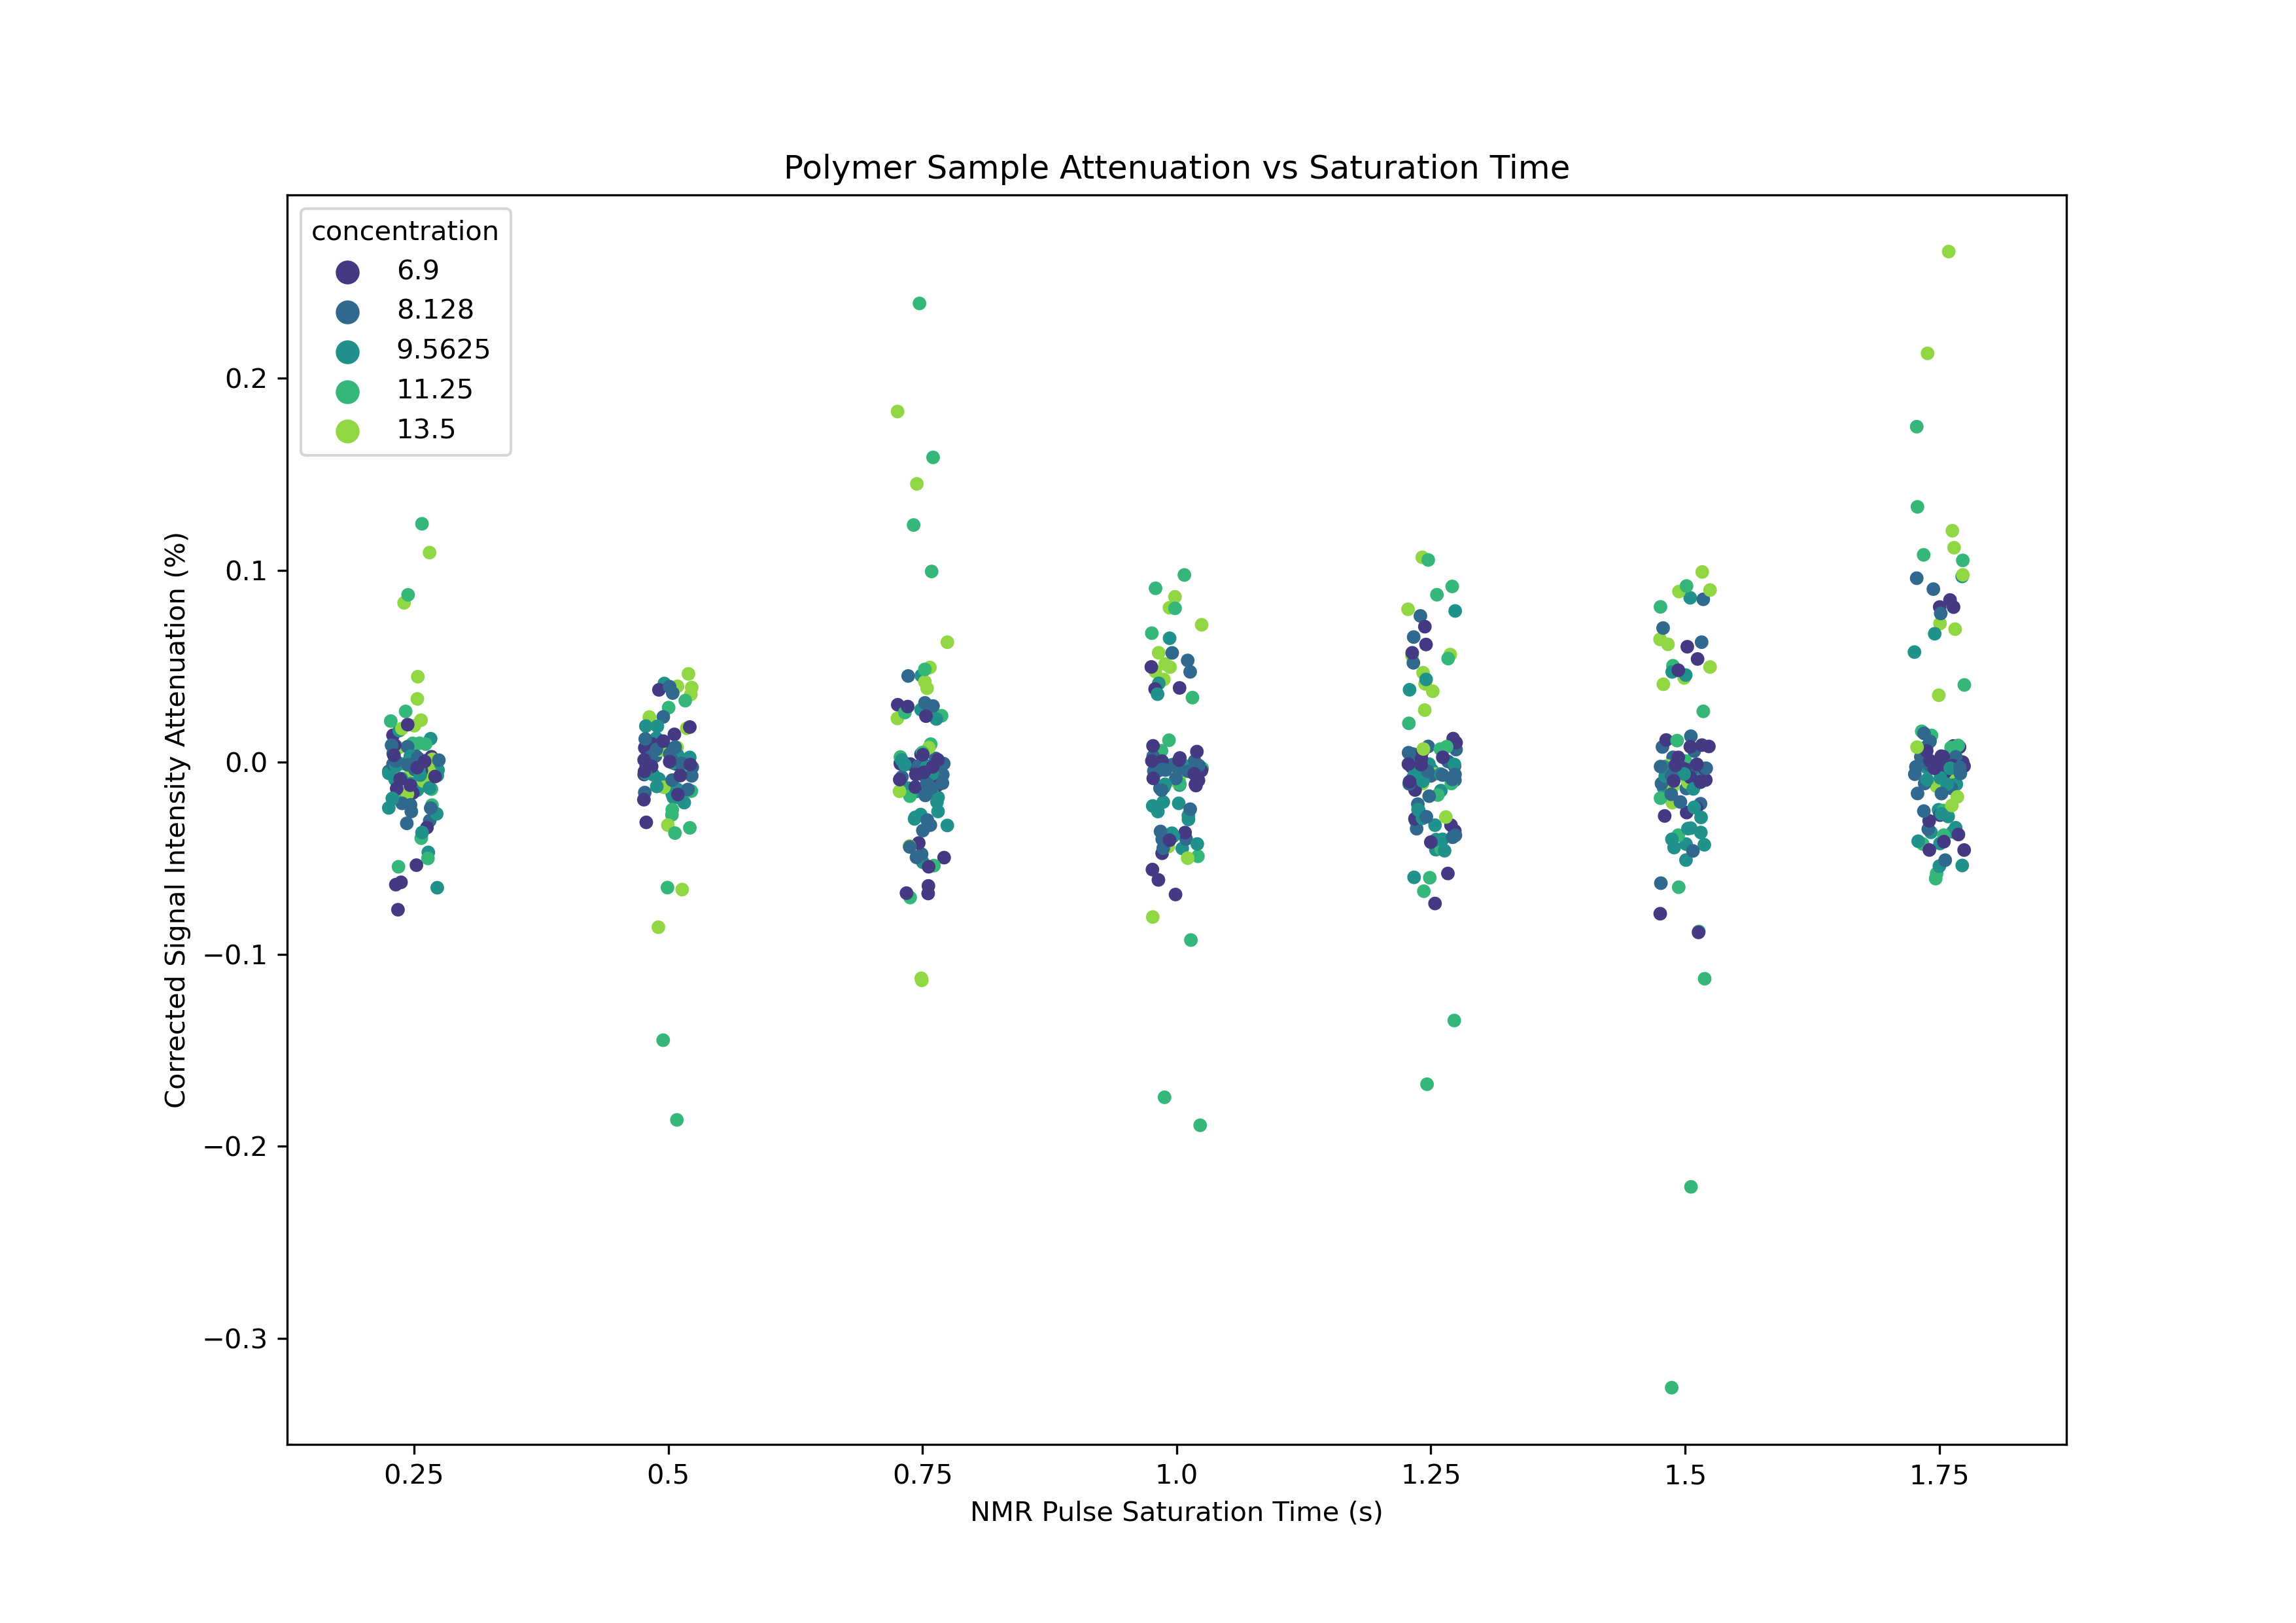 Polymer Sample Attenuation vs Saturation Time
concentration
6.9
8.128
9.5625
11.25
13.5
Corrected Signal Intensity Attenuation (%)
0.2
0.1
0.0
−0.1
−0.2
−0.3
0.25 0.5 0.75 1.0 1.25 1.5 1.75
NMR Pulse Saturation Time (s)